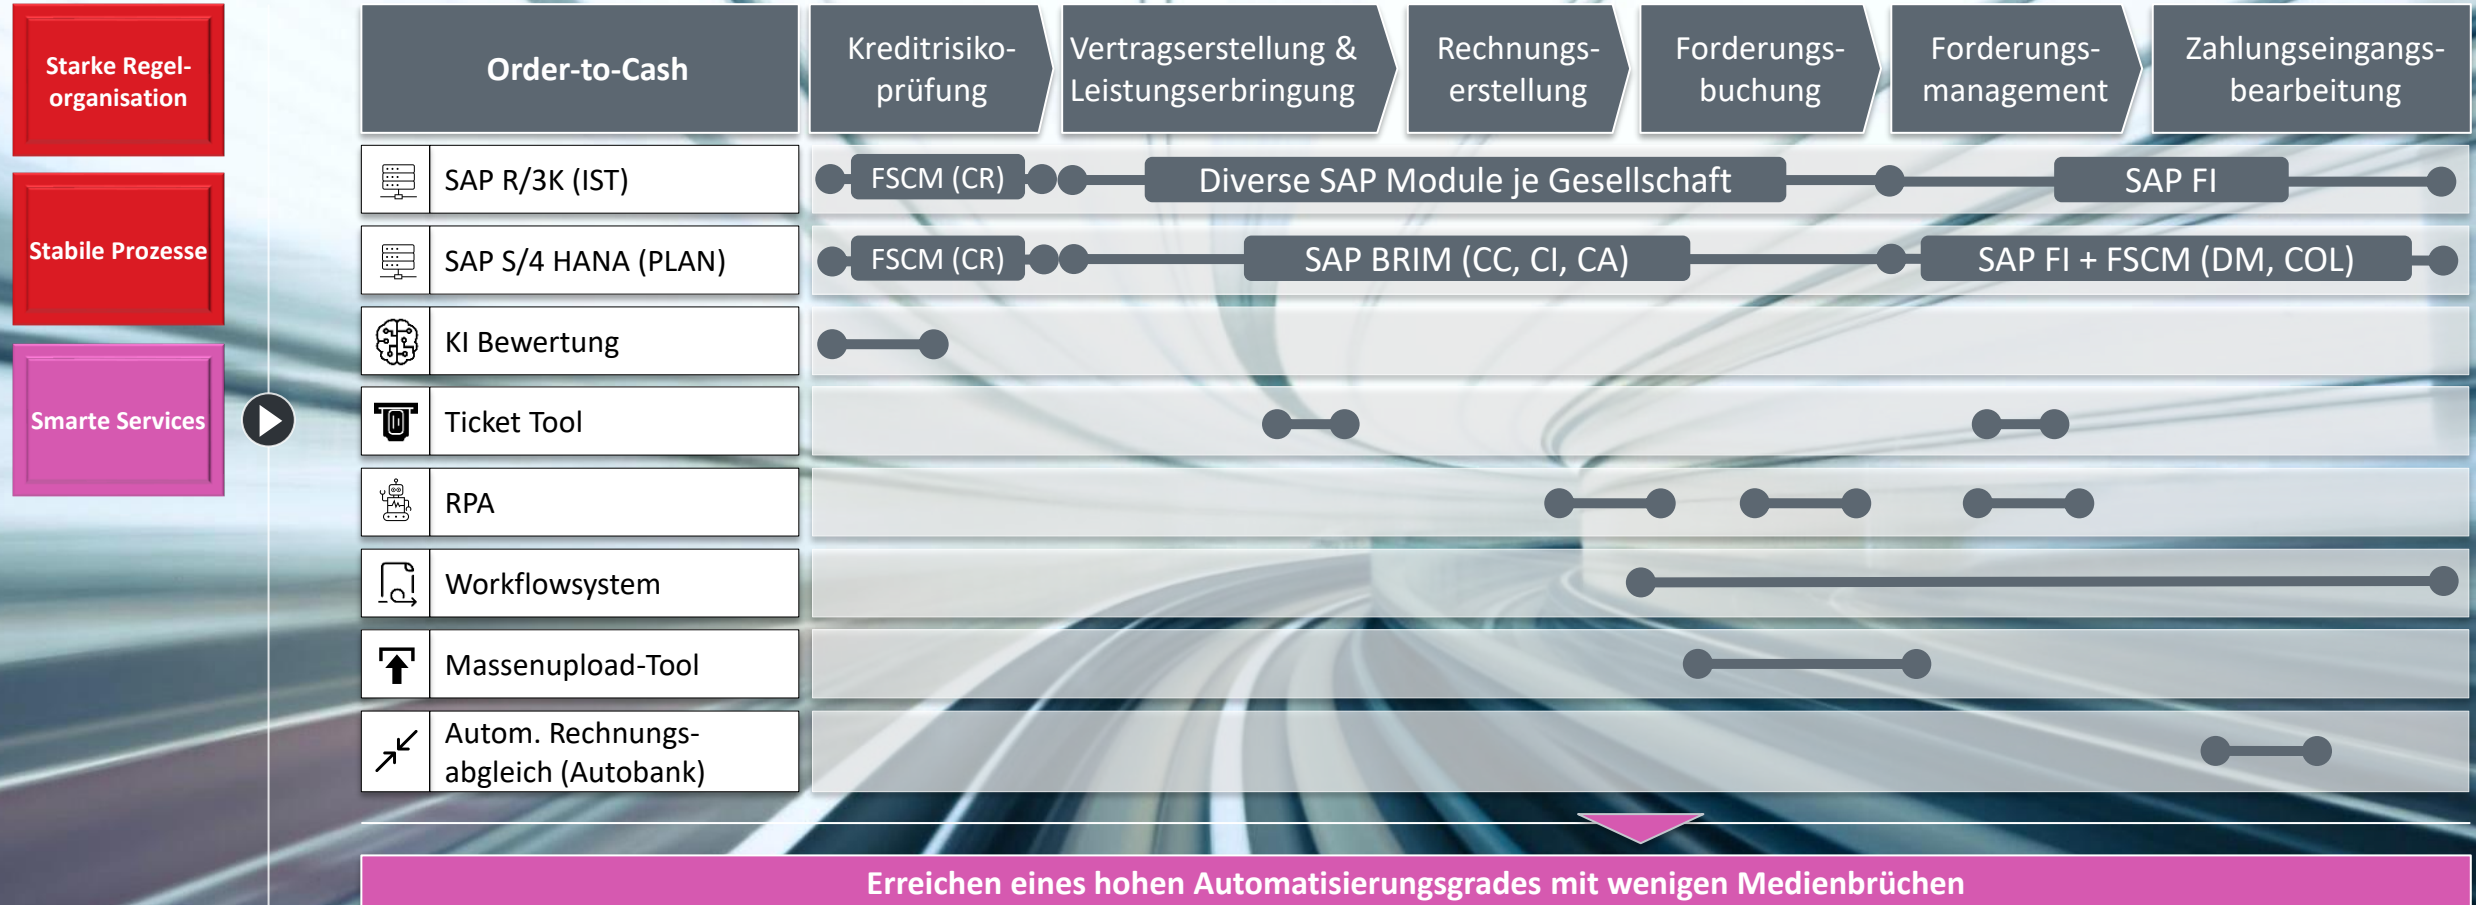 Starke Regel-
organisation
Stabile Prozesse
Smarte Services
Order-to-Cash
Kreditrisiko-
prüfung
Vertragserstellung &
Leistungserbringung
Rechnungs-
erstellung
Forderungs-
buchung
Forderungs-
management
Zahlungseingangs-
bearbeitung
SAP R/3K (IST)
FSCM (CR)
Diverse SAP Module je Gesellschaft
SAP FI
SAP S/4 HANA (PLAN)
FSCM (CR)
SAP BRIM (CC, CI, CA)
SAP FI + FSCM (DM, COL)
KI Bewertung
Ticket Tool
RPA
Workflowsystem
Massenupload-Tool
Autom. Rechnungs-
abgleich (Autobank)
Erreichen eines hohen Automatisierungsgrades mit wenigen Medienbrüchen